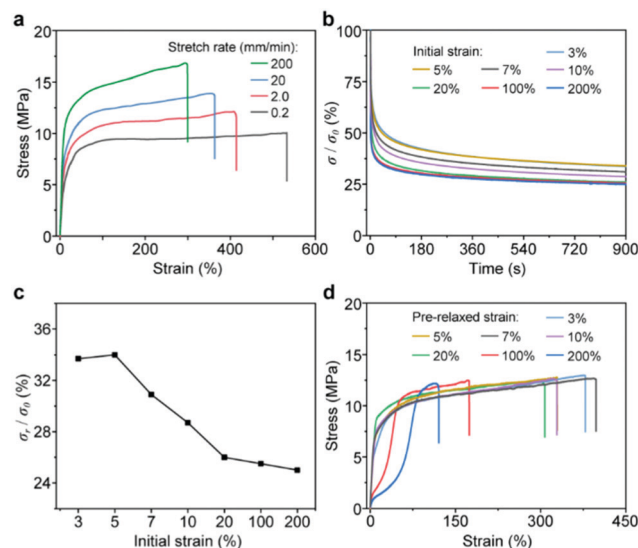 a
Stretch rate (mm/min):
200
20
2.0
0.2
Stress (MPa)
20
15
10
5
0
0 200 400 600
Strain (%)
b
Initial strain: 3%
5% 7% 10%
20% 100% 200%
σ / σ0 (%)
100
75
50
25
0
0 180 360 540 720 900
Time (s)
c
σr / σ0 (%)
36
32
28
24
3 5 7 10 20 100 200
Initial strain (%)
d
Pre-relaxed strain: 3%
5% 7% 10%
20% 100% 200%
Stress (MPa)
20
15
10
5
0
0 150 300 450
Strain (%)